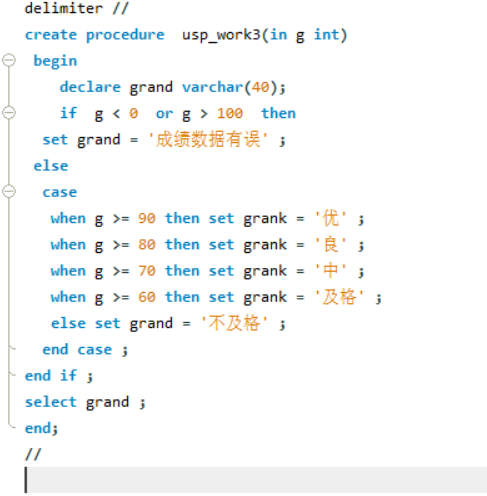 delimiter //
create procedure usp_work3(in g int)
begin
declare grand varchar(40);
if g < 0 or g > 100 then
set grand = '成绩数据有误' ;
else
case
when g >= 90 then set grank = '优' ;
when g >= 80 then set grank = '良' ;
when g >= 70 then set grank = '中' ;
when g >= 60 then set grank = '及格' ;
else set grand = '不及格' ;
end case ;
end if ;
select grand ;
end;
//